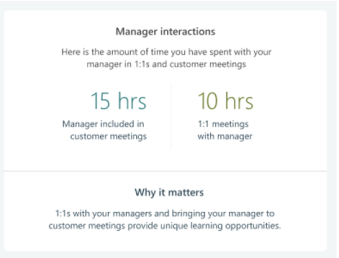 Manager interactions
Here is the amount of time you have spent with your
manager in 1:1s and customer meetings
15 hrs
Manager included in
customer meetings
10 hrs
1:1 meetings
with manager
Why it matters
1:1s with your managers and bringing your manager to
customer meetings provide unique learning opportunities.